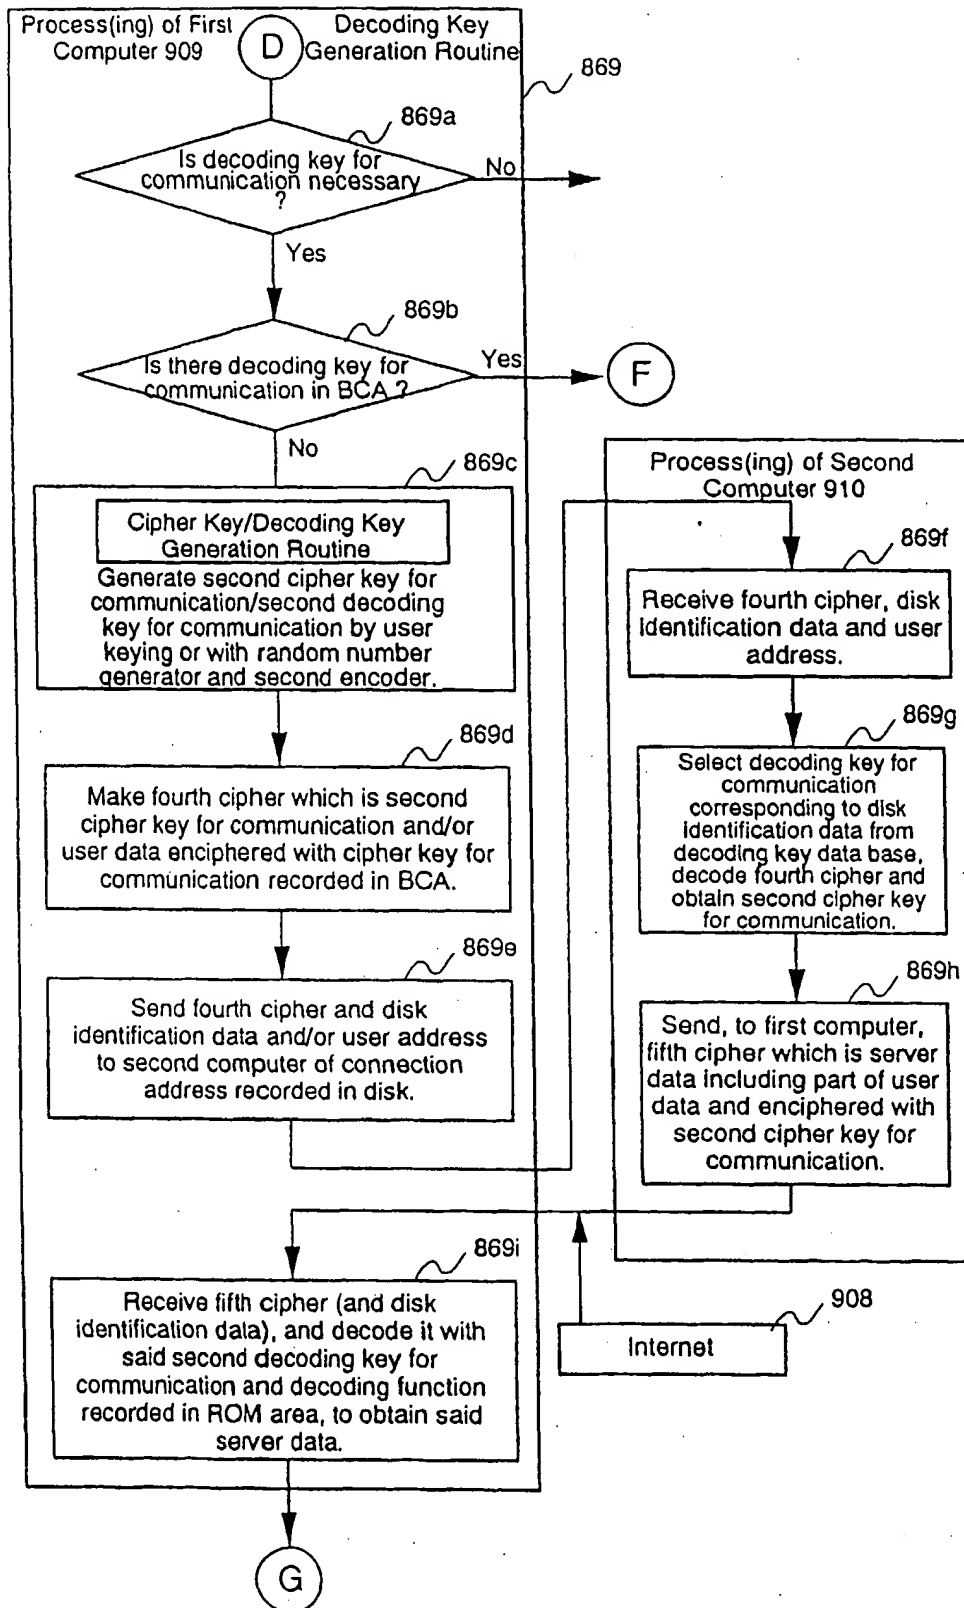 Process(ing) of First
Computer 909
D
Decoding Key
Generation Routine
869
869a
Is decoding key for
communication necessary
?
No
Yes
869b
Is there decoding key for
communication in BCA ?
Yes
F
No
869c
Cipher Key/Decoding Key
Generation Routine
Generate second cipher key for
communication/second decoding
key for communication by user
keying or with random number
generator and second encoder.
869d
Make fourth cipher which is second
cipher key for communication and/or
user data enciphered with cipher key for
communication recorded in BCA.
869e
Send fourth cipher and disk
identification data and/or user address
to second computer of connection
address recorded in disk.
Process(ing) of Second
Computer 910
869f
Receive fourth cipher, disk
identification data and user
address.
869g
Select decoding key for
communication
corresponding to disk
identification data from
decoding key data base,
decode fourth cipher and
obtain second cipher key
for communication.
869h
Send, to first computer,
fifth cipher which is server
data including part of user
data and enciphered with
second cipher key for
communication.
869i
Receive fifth cipher (and disk
identification data), and decode it with
said second decoding key for
communication and decoding function
recorded in ROM area, to obtain said
server data.
908
Internet
G